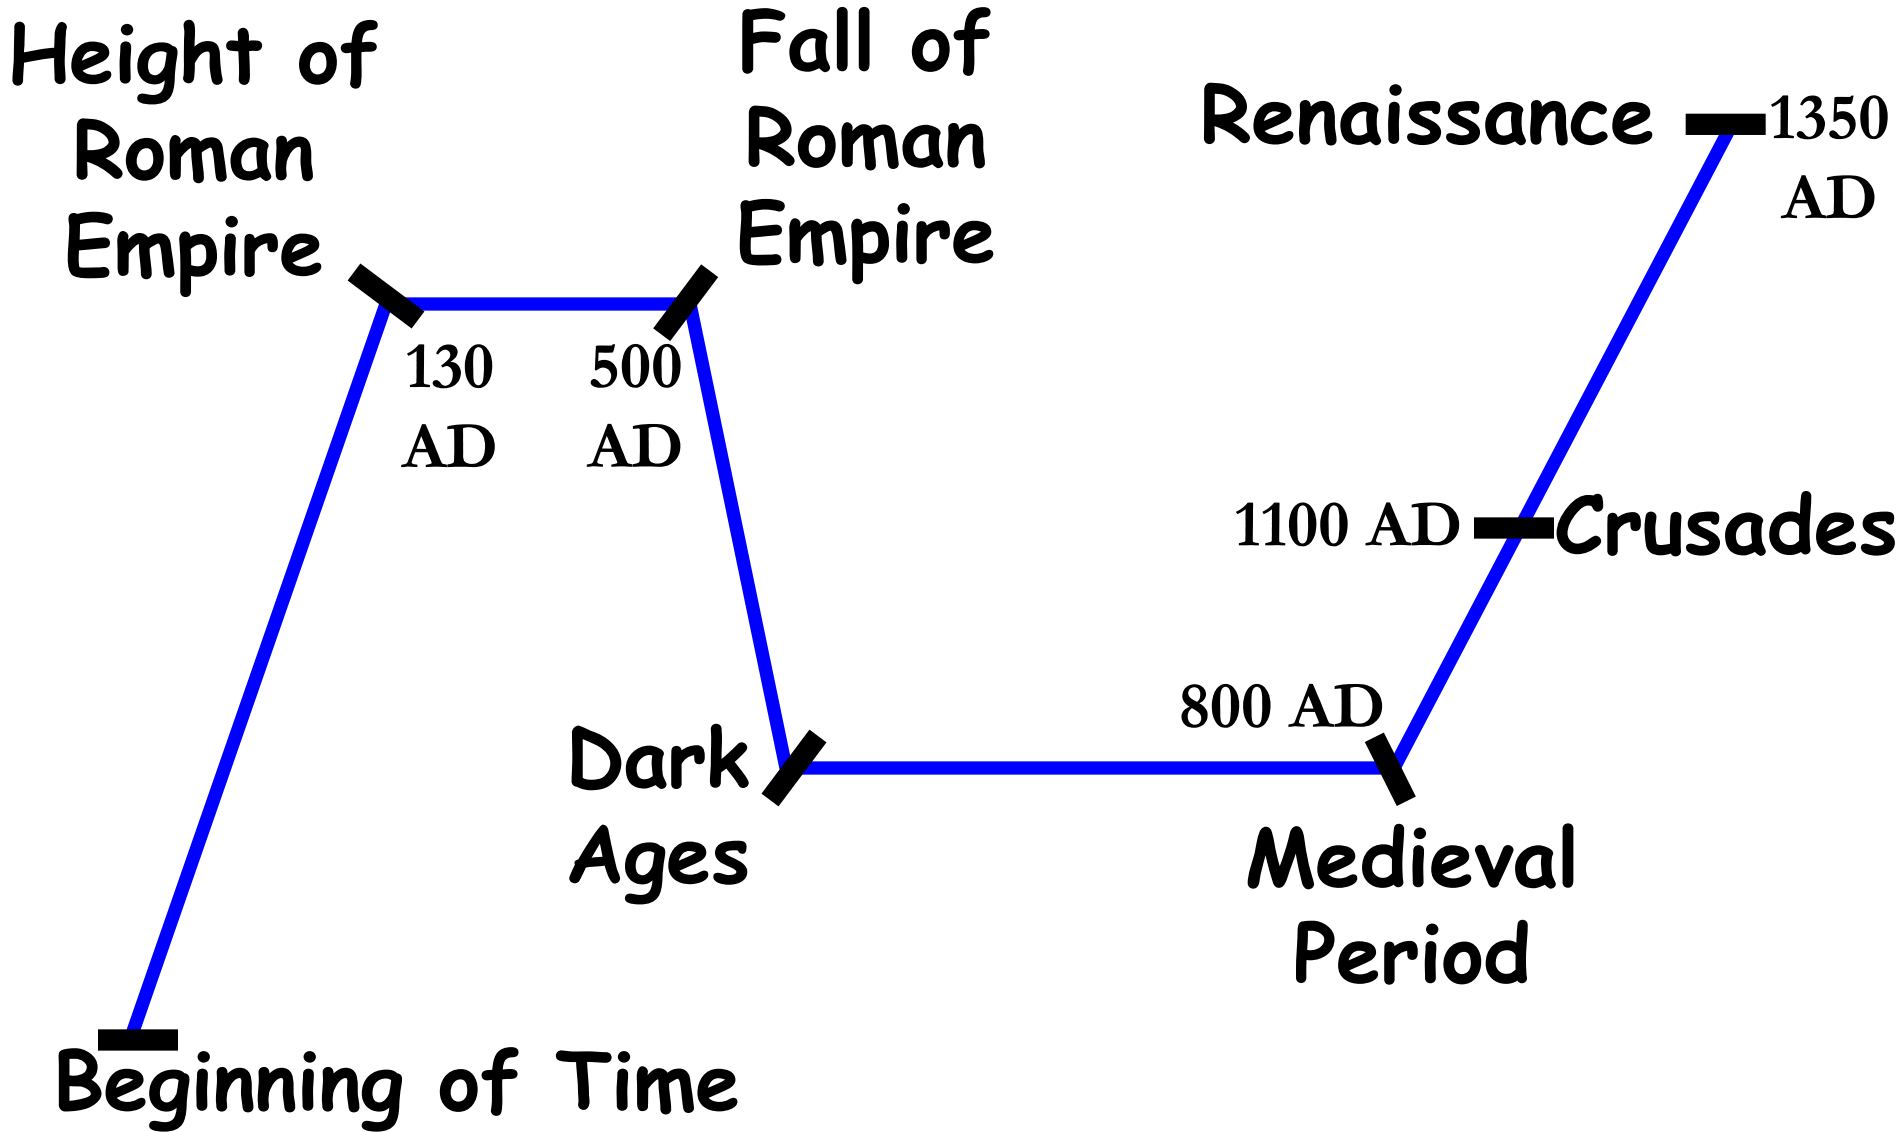 Height of
Roman
Empire
130
AD
Fall of
Roman
Empire
500
AD
Renaissance
1350
AD
1100 AD
Crusades
800 AD
Dark
Ages
Medieval
Period
Beginning of Time